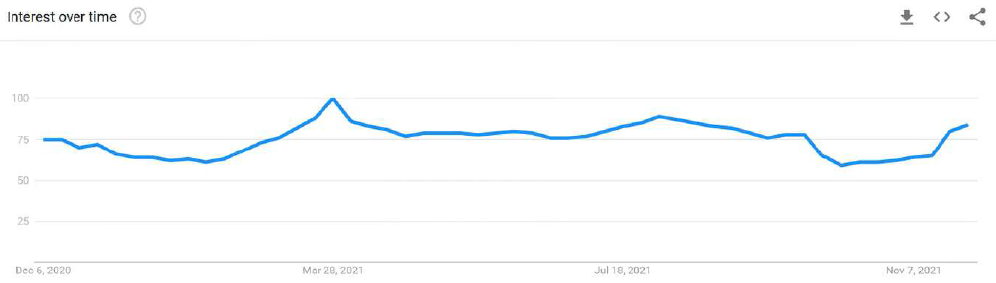 Interest over time
100
75
50
25
Dec 6, 2020
Mar 28, 2021
Jul 18, 2021
Nov 7, 2021